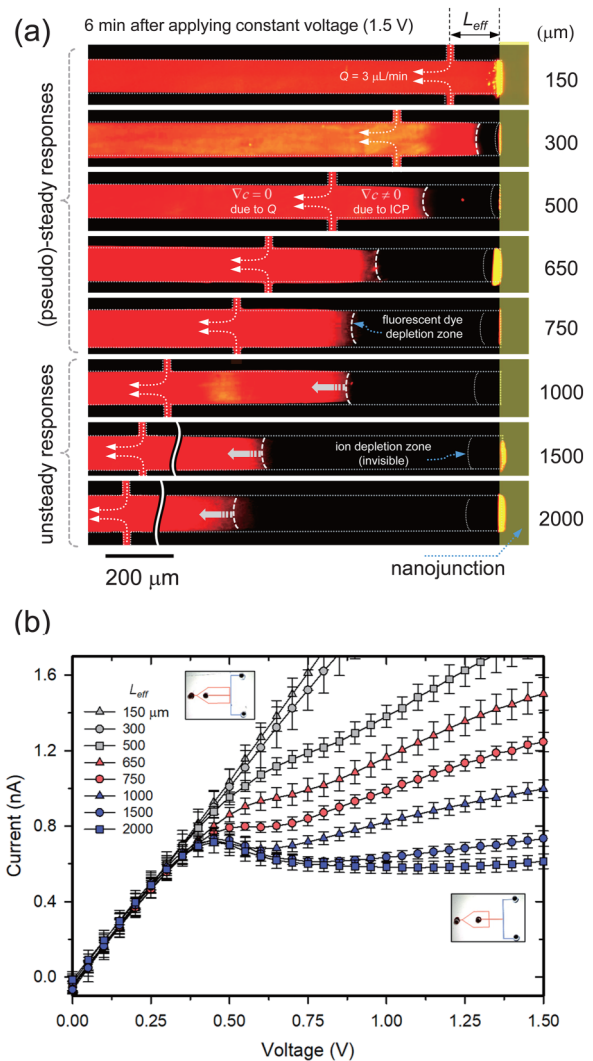 (a)
6 min after applying constant voltage (1.5 V)
L_eff
(μm)
(pseudo)-steady responses
unsteady responses
Q = 3 μL/min
150
300
∇c = 0
due to Q
∇c ≠ 0
due to ICP
500
650
fluorescent dye
depletion zone
750
1000
ion depletion zone
(invisible)
1500
2000
200 μm
nanojunction
(b)
Current (nA)
1.6
1.2
0.8
0.4
0.0
L_eff
150 μm
300
500
650
750
1000
1500
2000
0.00 0.25 0.50 0.75 1.00 1.25 1.50
Voltage (V)